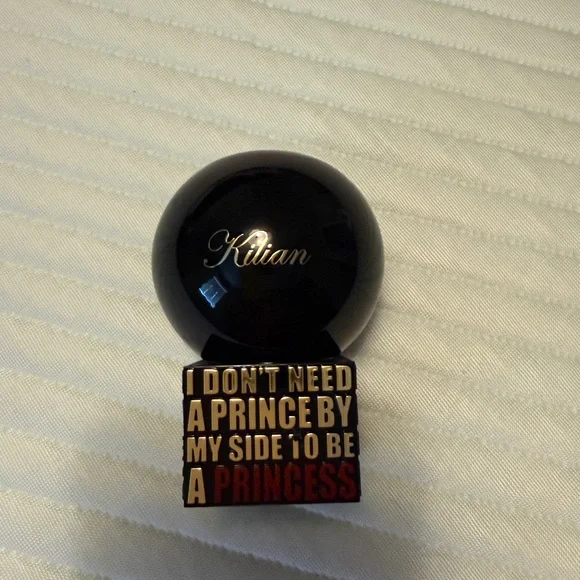 Kilian
I DON'T NEED
A PRINCE BY
MY SIDE TO BE
A PRINCESS